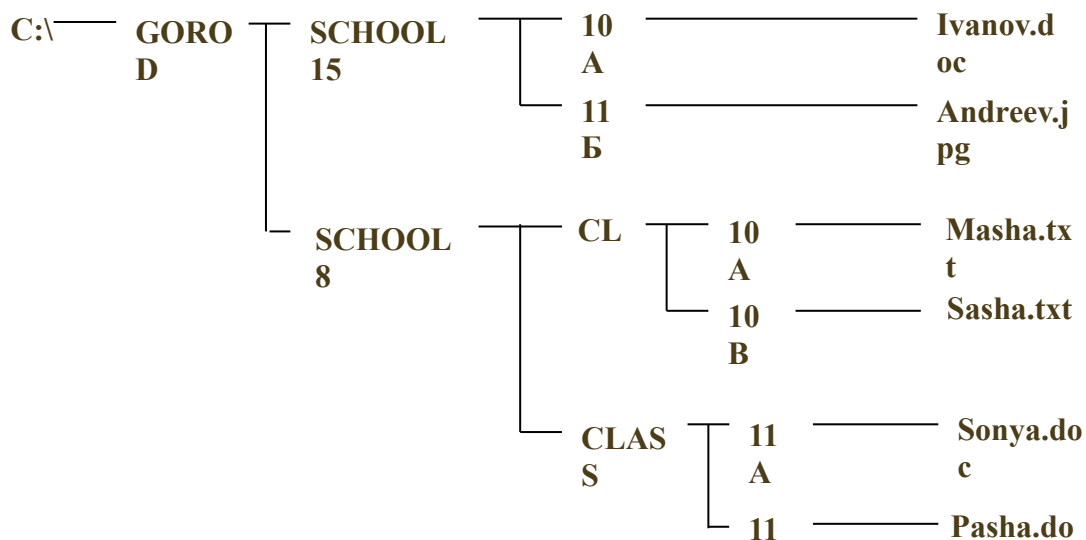 C:\
GORO
D
SCHOOL
15
10
А
Ivanov.d
oc
11
Б
Andreev.j
pg
SCHOOL
8
CL
10
А
Masha.tx
t
10
В
Sasha.txt
CLAS
S
11
А
Sonya.do
c
11
Pasha.do